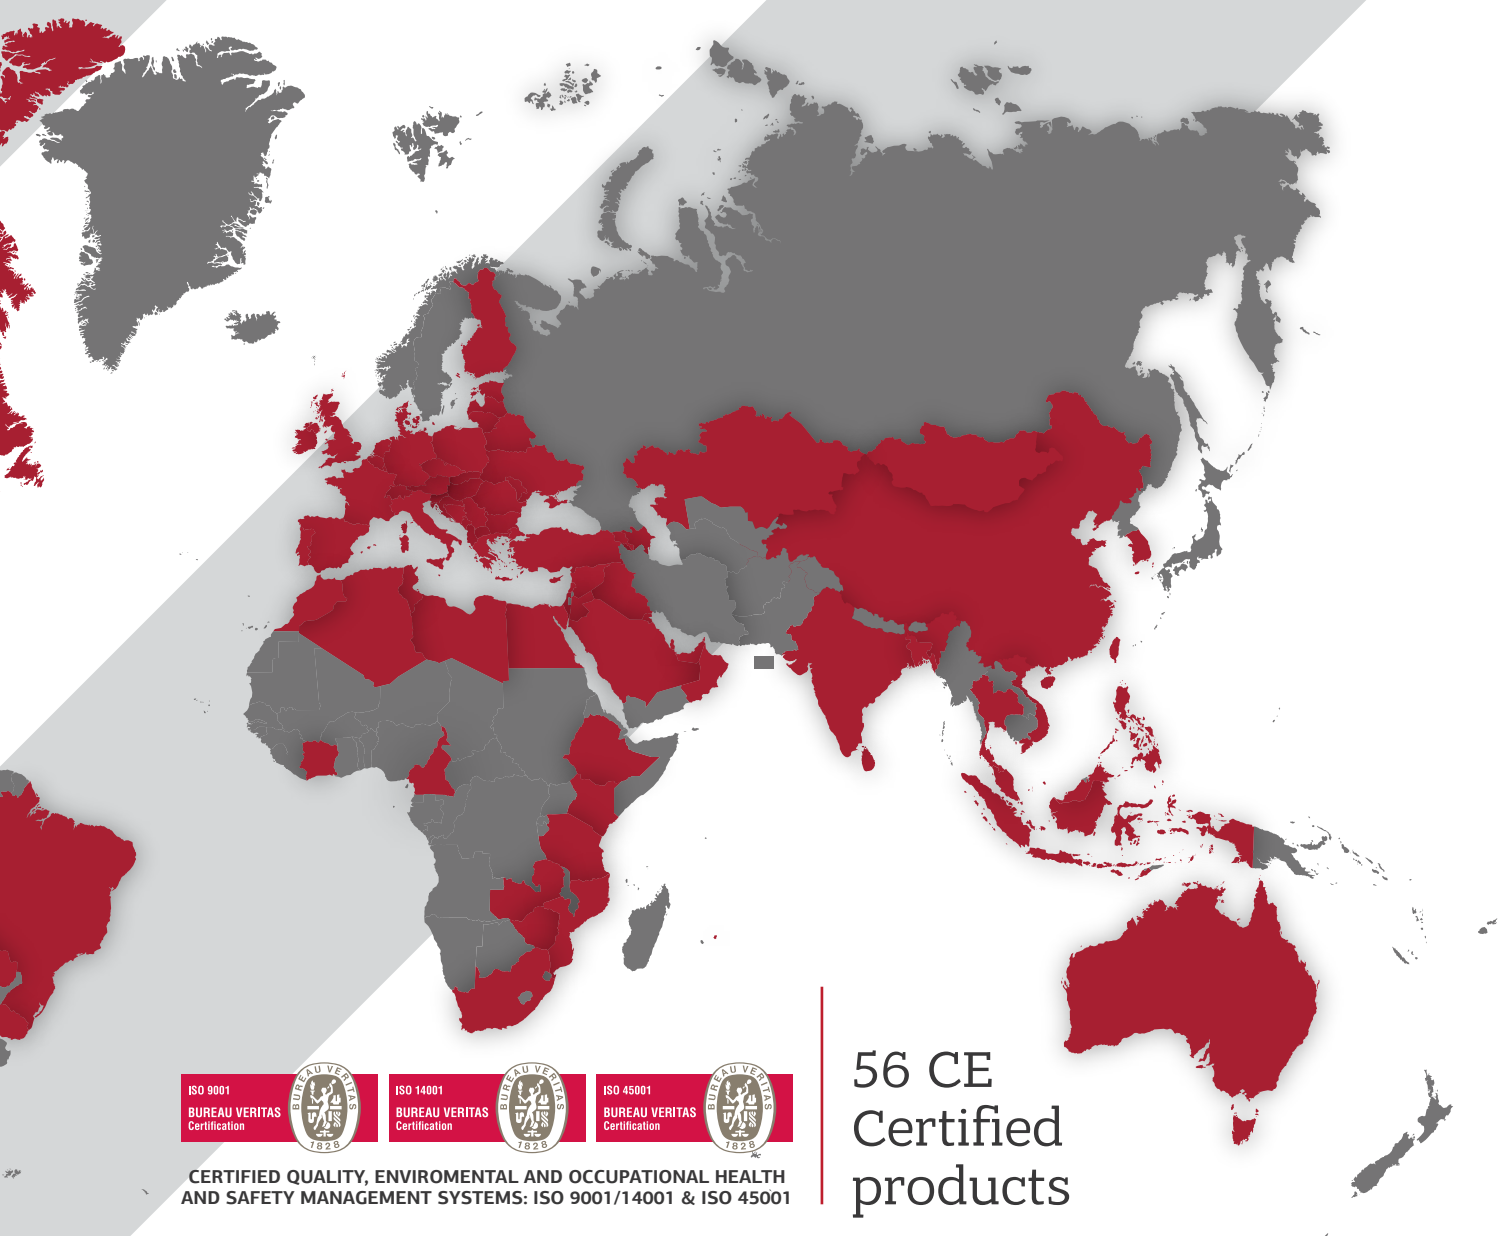 ISO 9001
BUREAU VERITAS
Certification
BUREAU VERITAS
1828
ISO 14001
BUREAU VERITAS
Certification
BUREAU VERITAS
1828
ISO 45001
BUREAU VERITAS
Certification
BUREAU VERITAS
1828
CERTIFIED QUALITY, ENVIROMENTAL AND OCCUPATIONAL HEALTH
AND SAFETY MANAGEMENT SYSTEMS: ISO 9001/14001 & ISO 45001
56 CE
Certified
products